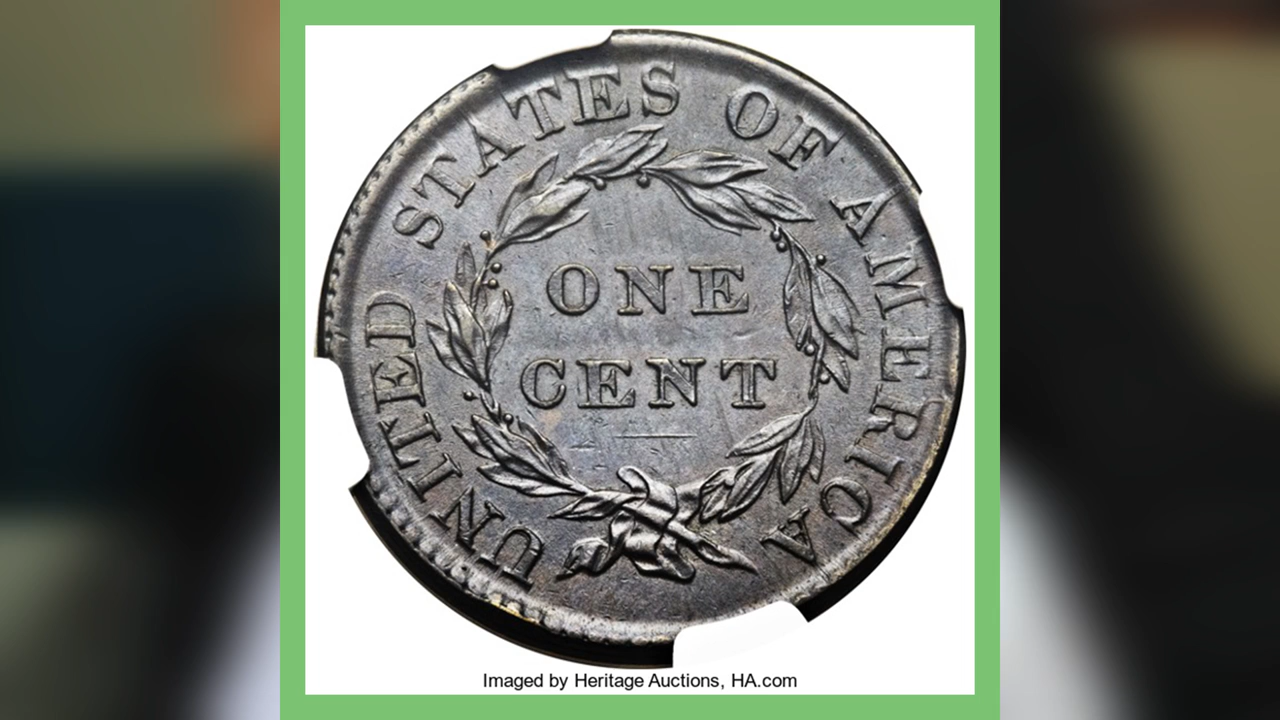 UNITED STATES OF AMERICA
ONE
CENT
Imaged by Heritage Auctions, HA.com